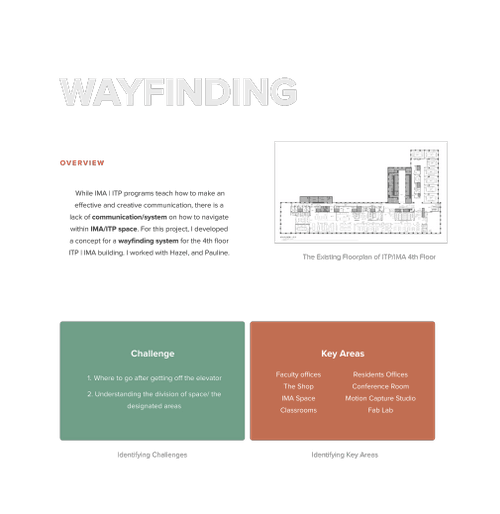 WAYFINDING
OVERVIEW
While IMA | ITP programs teach how to make an
effective and creative communication, there is a
lack of communication/system on how to navigate
within IMA/ITP space. For this project, I developed
a concept for a wayfinding system for the 4th floor
ITP | IMA building. I worked with Hazel, and Pauline.
The Existing Floorplan of ITP/IMA 4th Floor
Challenge
1. Where to go after getting off the elevator
2. Understanding the division of space/ the
designated areas
Identifying Challenges
Key Areas
Faculty offices
The Shop
IMA Space
Classrooms
Residents Offices
Conference Room
Motion Capture Studio
Fab Lab
Identifying Key Areas